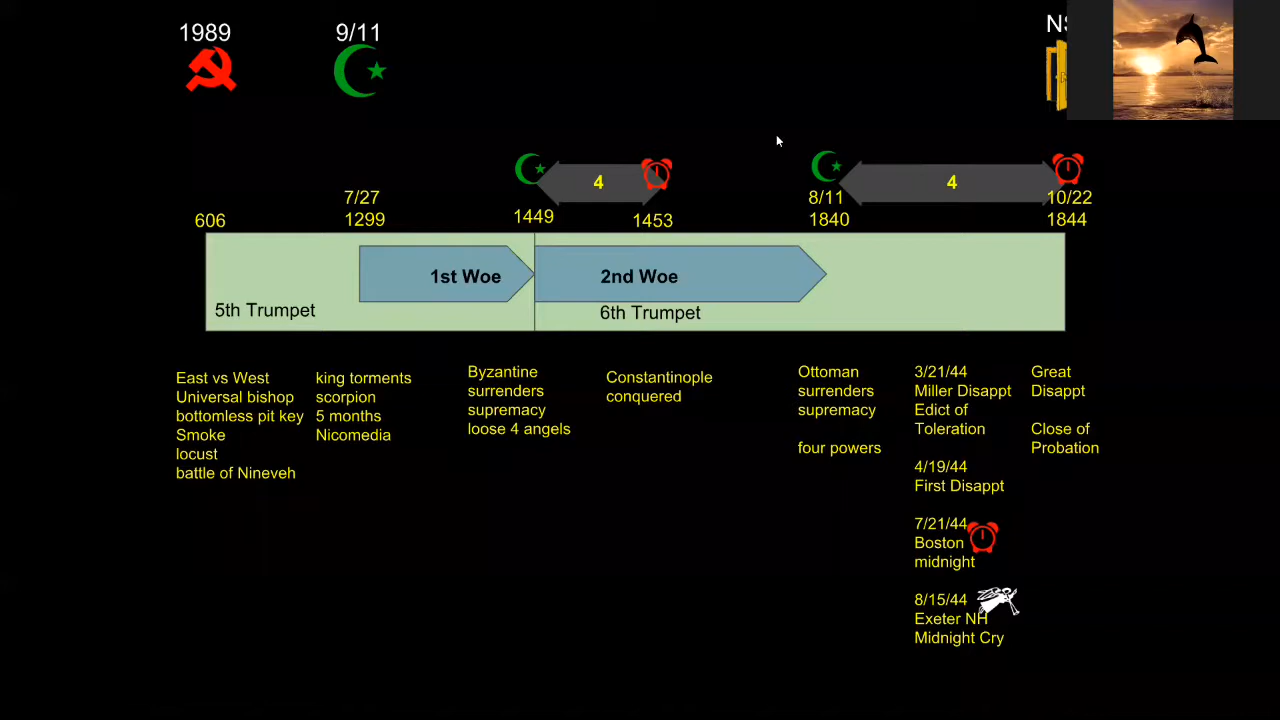 1989
9/11
4
4
606
7/27
1299
1449
1453
8/11
1840
10/22
1844
1st Woe
2nd Woe
5th Trumpet
6th Trumpet
East vs West
Universal bishop
bottomless pit key
Smoke
locust
battle of Nineveh
king torments
scorpion
5 months
Nicomedia
Byzantine
surrenders
supremacy
loose 4 angels
Constantinople
conquered
Ottoman
surrenders
supremacy
four powers
3/21/44
Miller Disappt
Edict of
Toleration
4/19/44
First Disappt
7/21/44
Boston
midnight
8/15/44
Exeter NH
Midnight Cry
Great
Disappt
Close of
Probation